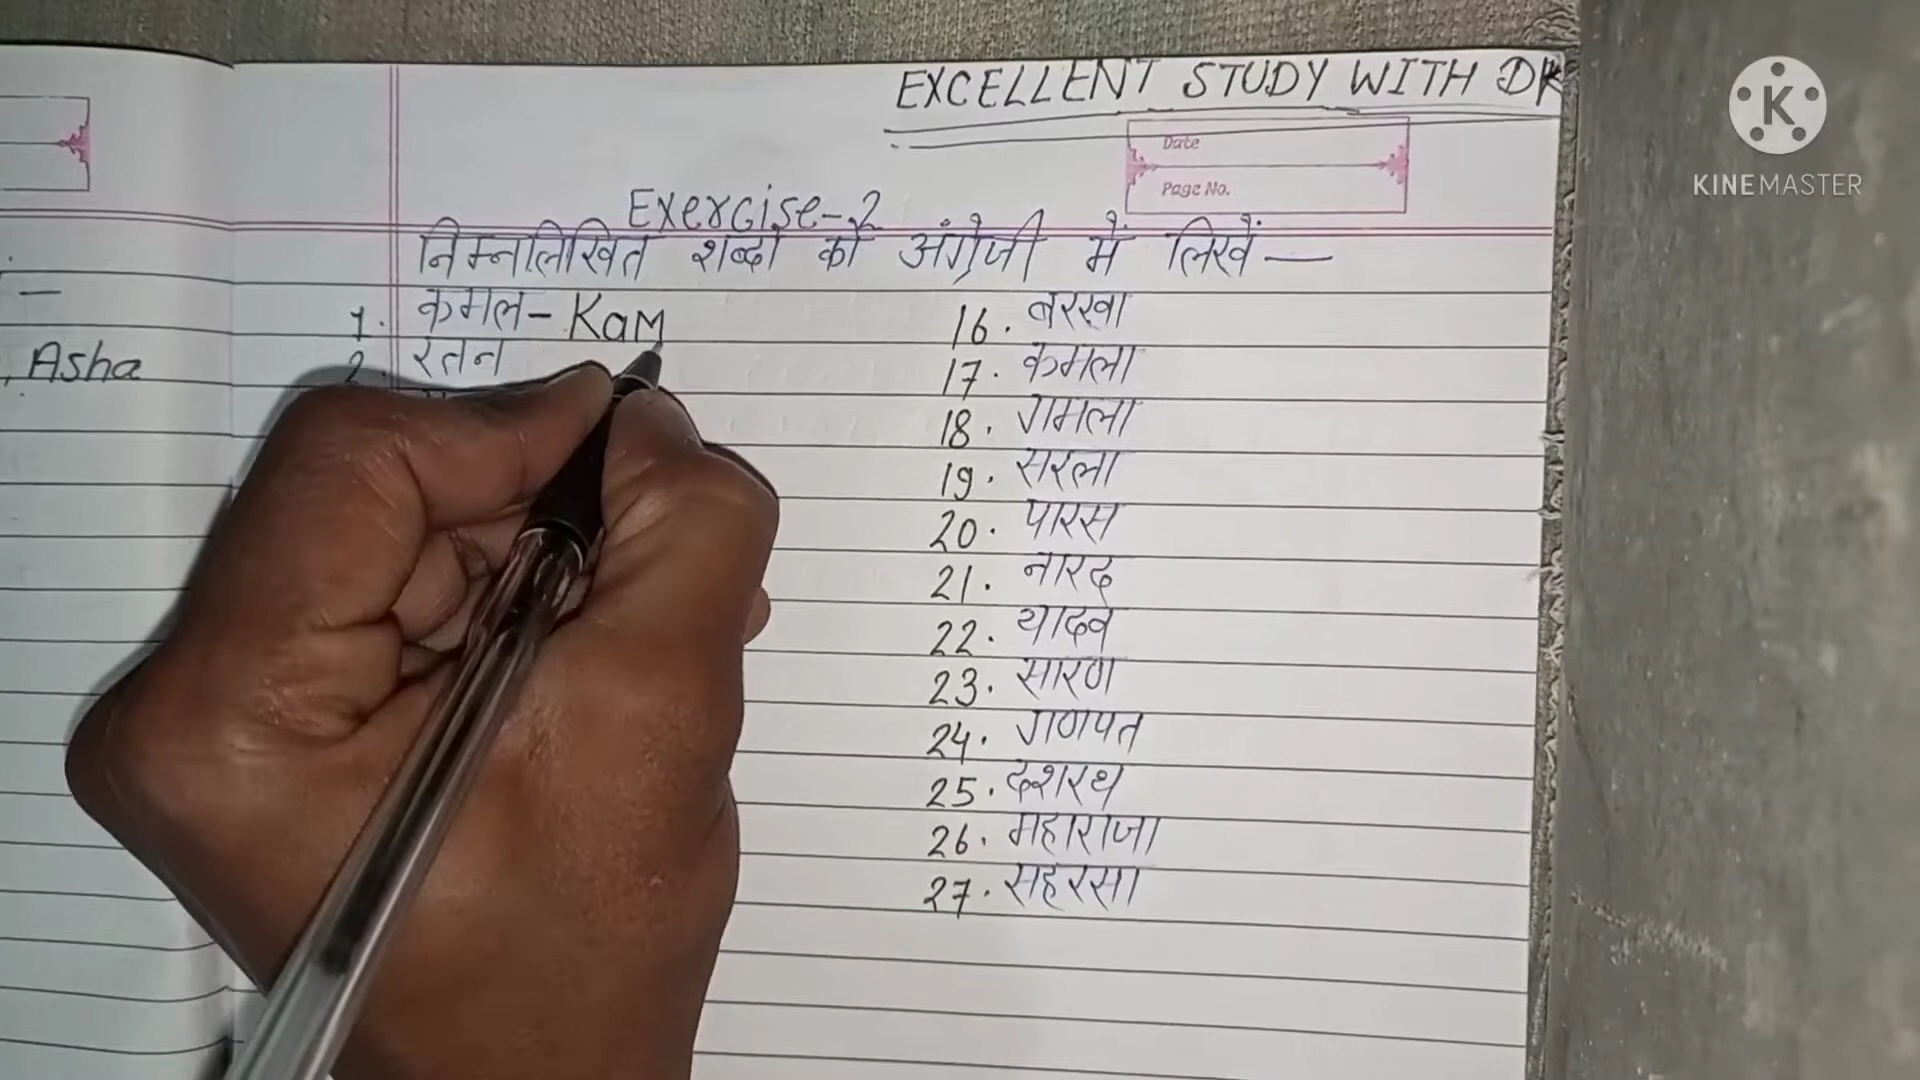 EXCELLENT STUDY WITH DK
Date
Page No.
KINEMASTER
Exercise-2
निम्नलिखित शब्दों को अंग्रेजी में लिखें—
—
1. कमल - Kam
2. रतन
, Asha
16. बरखा
17. कमला
18. गमला
19. सरला
20. पारस
21. नारद
22. यादव
23. सारण
24. गणपत
25. दशरथ
26. महाराजा
27. सहरसा